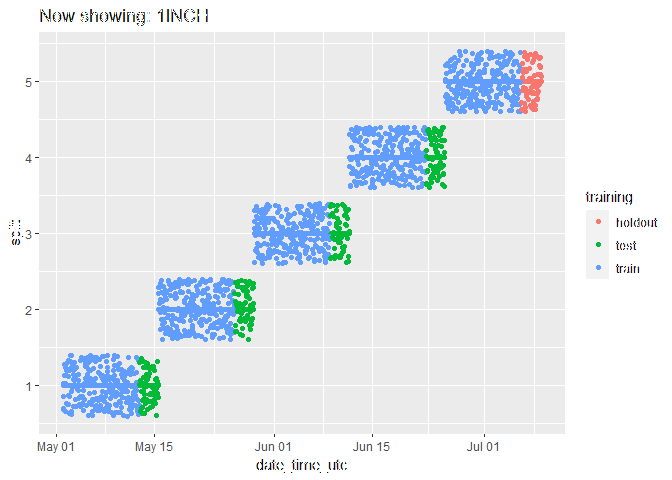 Now showing: 1INCH
5
4
3
2
1
split
May 01
May 15
Jun 01
Jun 15
Jul 01
date_time_utc
training
holdout
test
train